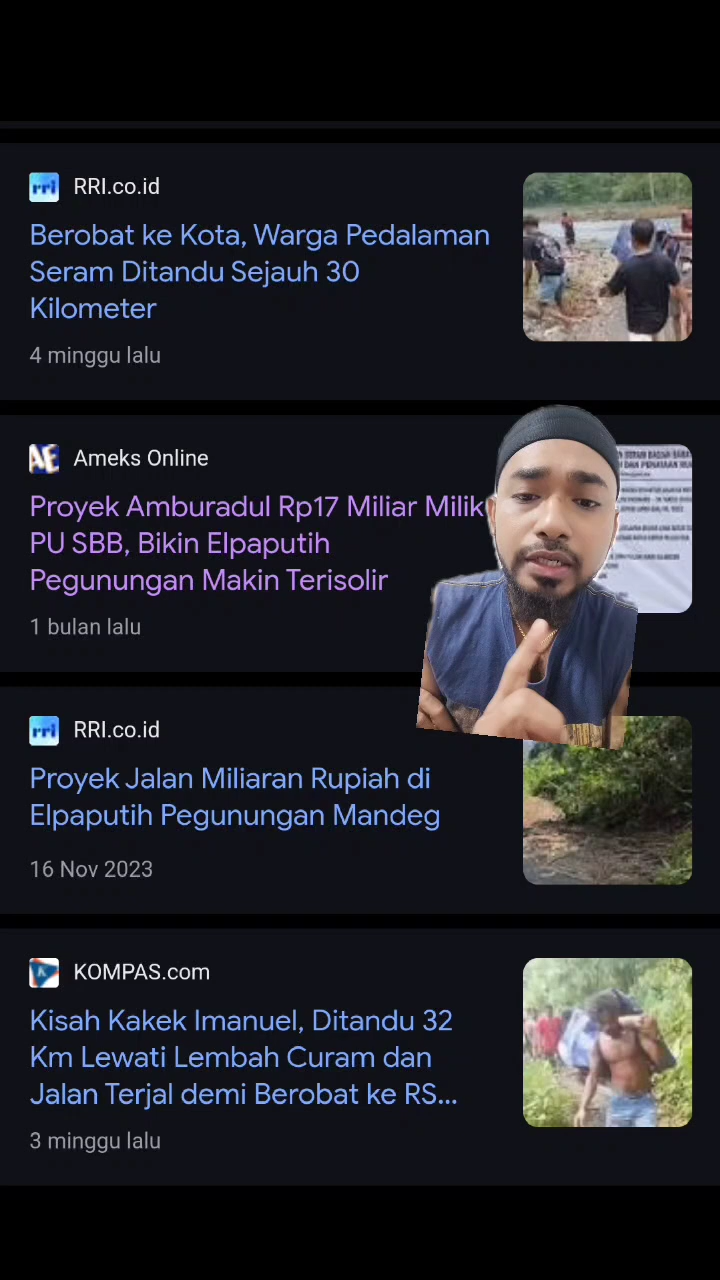 rri RRI.co.id
Berobat ke Kota, Warga Pedalaman
Seram Ditandu Sejauh 30
Kilometer
4 minggu lalu
AE Ameks Online
Proyek Amburadul Rp17 Miliar Milik
PU SBB, Bikin Elpaputih
Pegunungan Makin Terisolir
1 bulan lalu
rri RRI.co.id
Proyek Jalan Miliaran Rupiah di
Elpaputih Pegunungan Mandeg
16 Nov 2023
K KOMPAS.com
Kisah Kakek Imanuel, Ditandu 32
Km Lewati Lembah Curam dan
Jalan Terjal demi Berobat ke RS...
3 minggu lalu